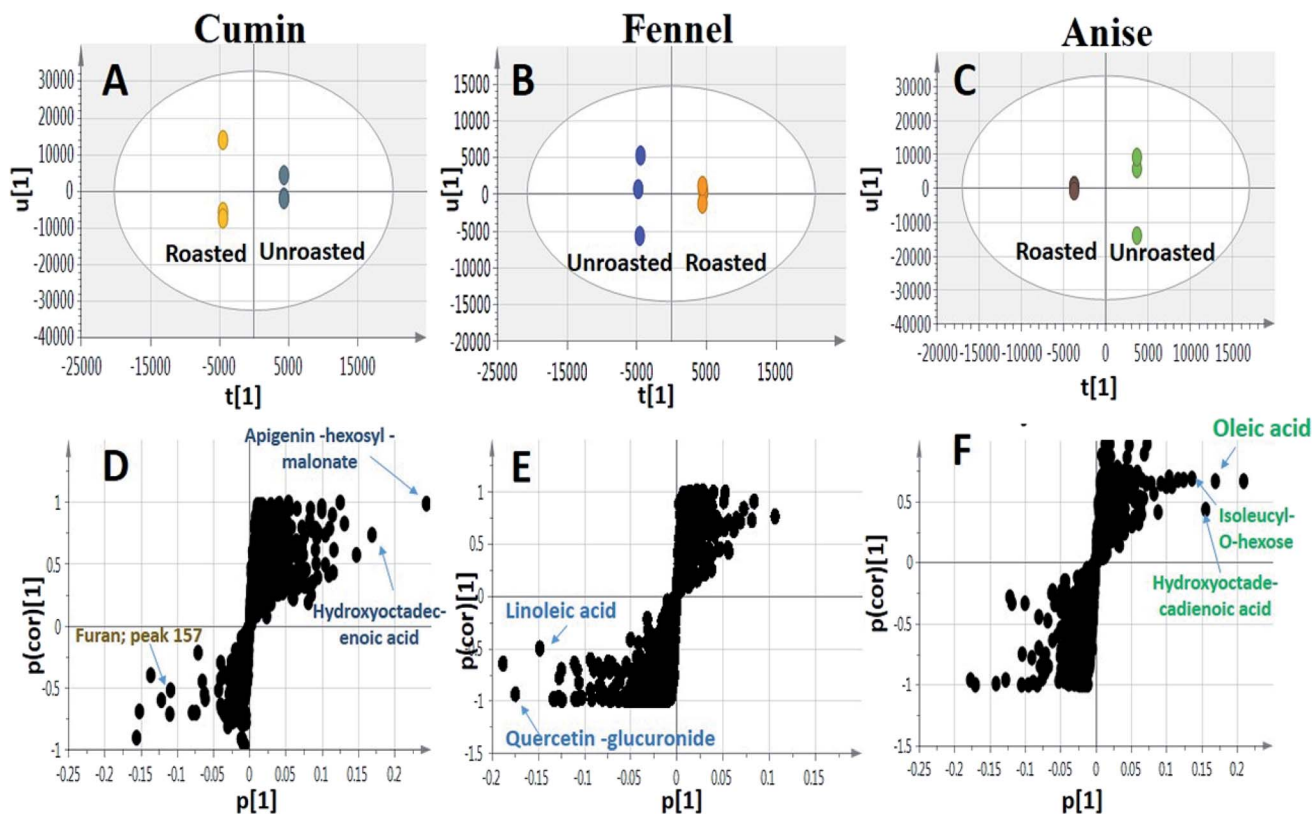 Cumin
Fennel
Anise
A
30000
20000
10000
0
-10000
-20000
-30000
-40000
u[1]
Roasted
Unroasted
-25000
-15000
-5000
0
5000
15000
t[1]
B
15000
10000
5000
0
-5000
-10000
-15000
-20000
u[1]
Unroasted
Roasted
-25000
-15000
-5000
0
5000
15000
t[1]
C
40000
30000
20000
10000
0
-10000
-20000
-30000
-40000
u[1]
Roasted
Unroasted
-20000
-15000
-10000
-5000
0
5000
10000
15000
t[1]
D
Apigenin -hexosyl -
malonate
1
0.5
0
-0.5
-1
p(cor)[1]
Furan; peak 157
Hydroxyoctadec-
enoic acid
-0.25
-0.2
-0.15
-0.1
-0.05
0
0.05
0.1
0.15
0.2
p[1]
E
1
0.5
0
-0.5
-1
-1.5
p(cor)[1]
Linoleic acid
Quercetin -glucuronide
-0.2
-0.15
-0.1
-0.05
0
0.05
0.1
0.15
p[1]
F
Oleic acid
0.5
0
-0.5
-1
-1.5
p(cor)[1]
Isoleucyl-
O-hexose
Hydroxyoctade-
cadienoic acid
-0.25
-0.2
-0.15
-0.1
-0.05
0
0.05
0.1
0.15
0.2
p[1]